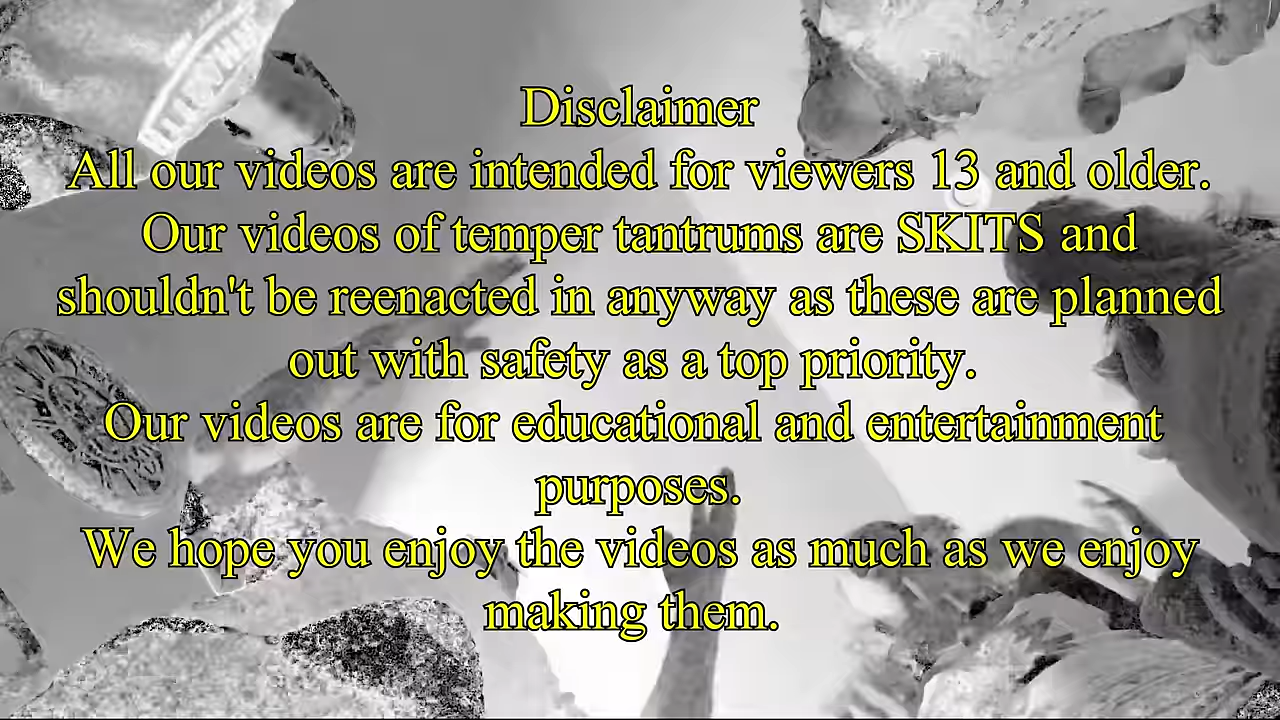 Disclaimer
All our videos are intended for viewers 13 and older.
Our videos of temper tantrums are SKITS and
shouldn't be reenacted in anyway as these are planned
out with safety as a top priority.
Our videos are for educational and entertainment
purposes.
We hope you enjoy the videos as much as we enjoy
making them.